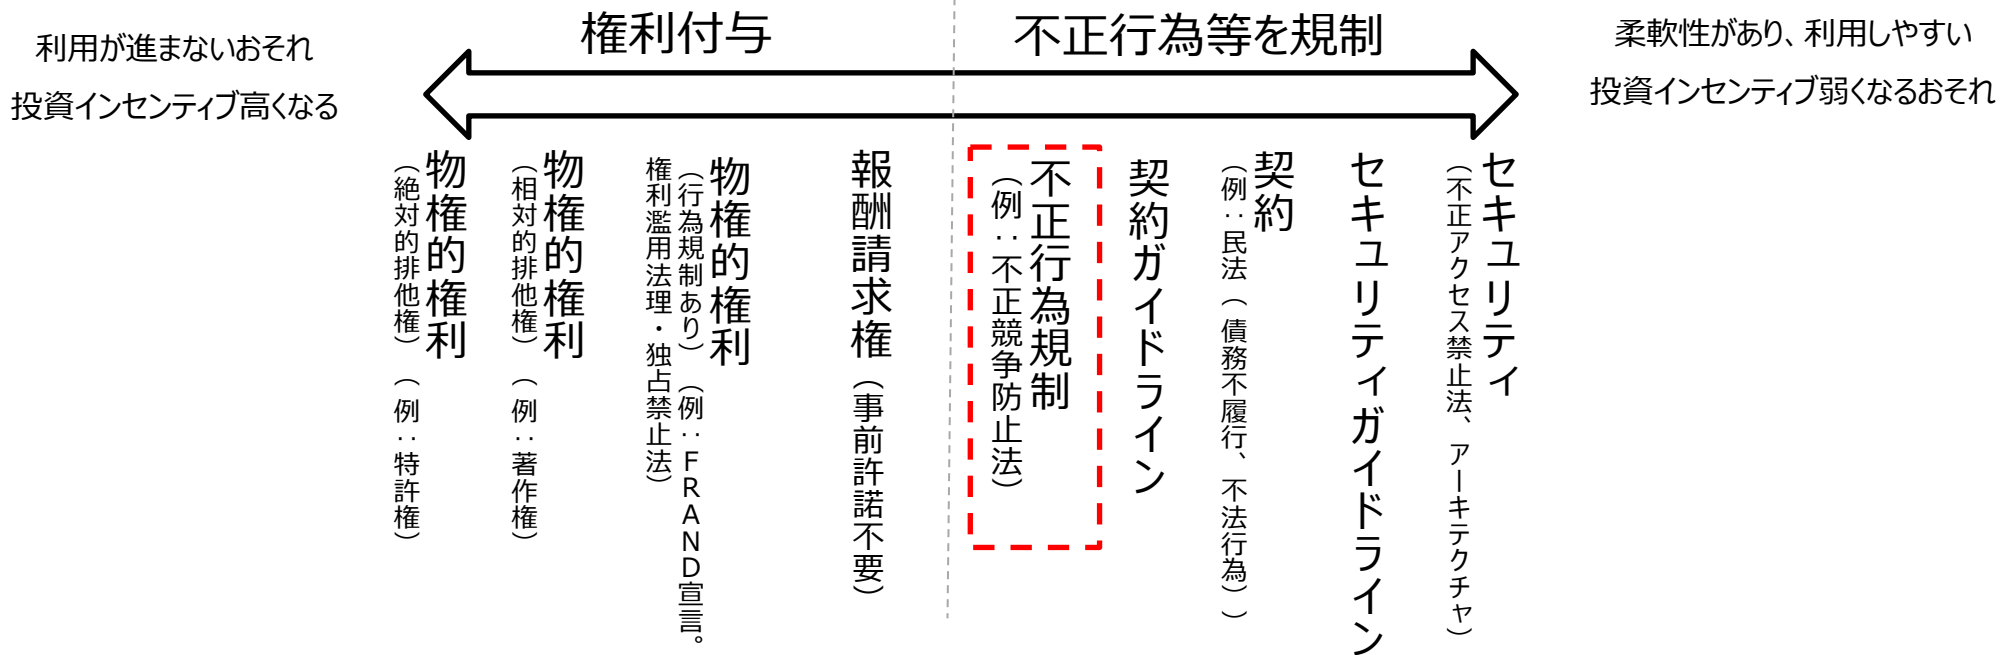 権利付与
不正行為等を規制
利用が進まないおそれ
投資インセンティブ高くなる
柔軟性があり、利用しやすい
投資インセンティブ弱くなるおそれ
物権的権利
（絶対的排他権）（例：特許権）
物権的権利
（相対的排他権）（例：著作権）
物権的権利
（行為規制あり）（例：ＦＲＡＮＤ宣言。
権利濫用法理・独占禁止法）
報酬請求権（事前許諾不要）
不正行為規制
（例：不正競争防止法）
契約ガイドライン
契約
（例：民法（債務不履行、不法行為））
セキュリティガイドライン
セキュリティ
（不正アクセス禁止法、アーキテクチャ）